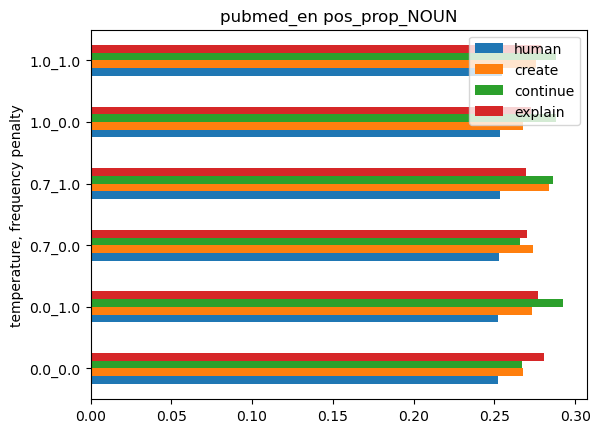 pubmed_en pos_prop_NOUN
human
create
continue
explain
temperature, frequency penalty
1.0_1.0
1.0_0.0
0.7_1.0
0.7_0.0
0.0_1.0
0.0_0.0
0.00 0.05 0.10 0.15 0.20 0.25 0.30